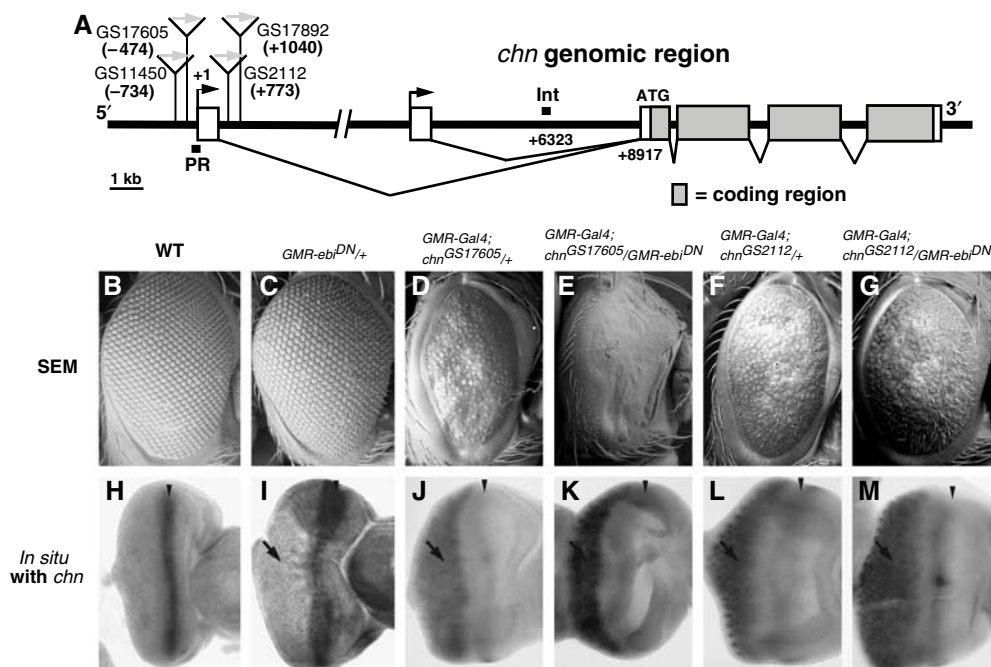 A
GS17605
(–474)
GS17892
(+1040)
GS11450
(–734)
+1
GS2112
(+773)
chn genomic region
5′
Int
ATG
3′
+6323
+8917
PR
1 kb
= coding region
WT
GMR-ebiDN/+
GMR-Gal4;
chnGS17605/+
GMR-Gal4;
chnGS17605/GMR-ebiDN
GMR-Gal4;
chnGS2112/+
GMR-Gal4;
chnGS2112/GMR-ebiDN
SEM
B
C
D
E
F
G
In situ
with chn
H
I
J
K
L
M